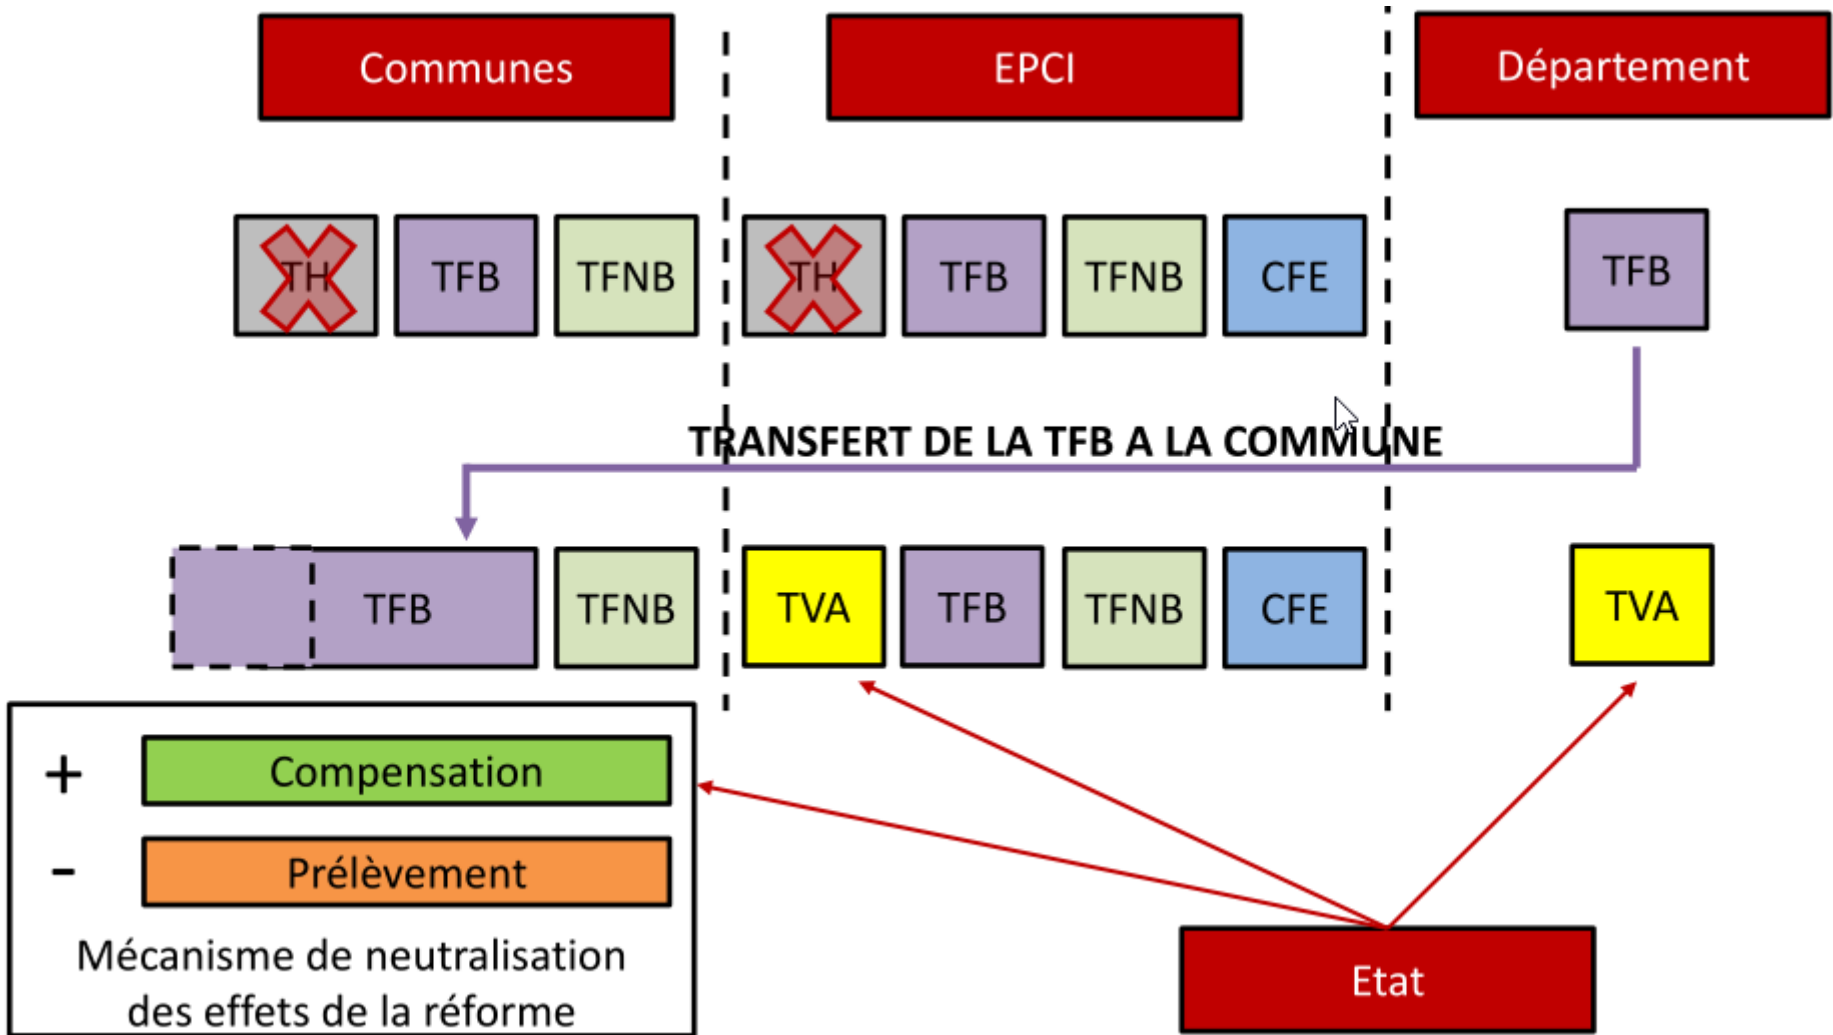 Communes
EPCI
Département
TH
TFB
TFNB
TH
TFB
TFNB
CFE
TFB
TRANSFERT DE LA TFB A LA COMMUNE
TFB
TFNB
TVA
TFB
TFNB
CFE
TVA
+
Compensation
-
Prélèvement
Mécanisme de neutralisation
des effets de la réforme
Etat